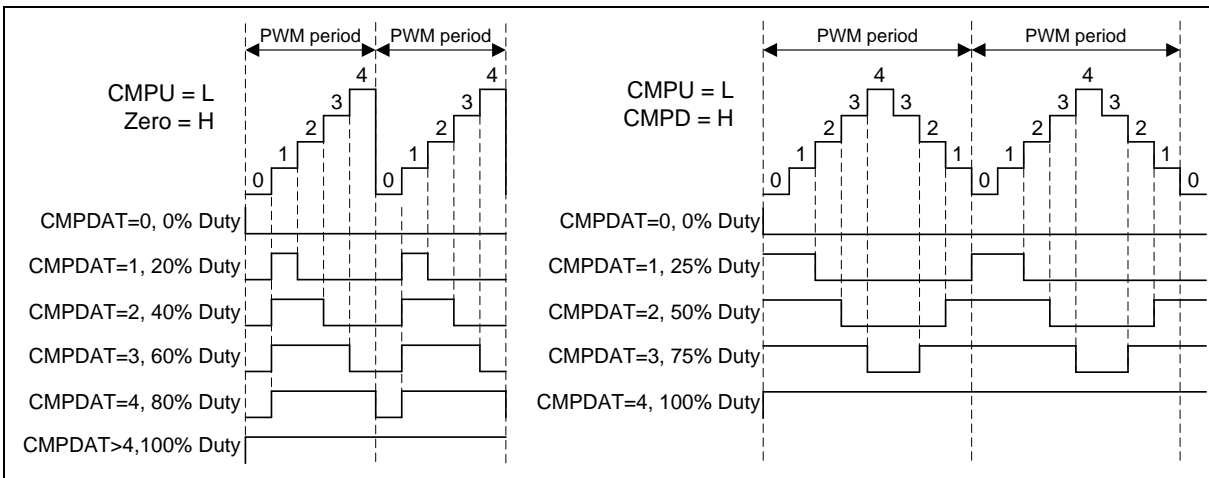 PWM period PWM period
CMPU = L
Zero = H
0 1 2 3 4 0 1 2 3 4
CMPDAT=0, 0% Duty
CMPDAT=1, 20% Duty
CMPDAT=2, 40% Duty
CMPDAT=3, 60% Duty
CMPDAT=4, 80% Duty
CMPDAT>4,100% Duty
PWM period PWM period
CMPU = L
CMPD = H
0 1 2 3 4 3 2 1 0 1 2 3 4 3 2 1 0
CMPDAT=0, 0% Duty
CMPDAT=1, 25% Duty
CMPDAT=2, 50% Duty
CMPDAT=3, 75% Duty
CMPDAT=4, 100% Duty